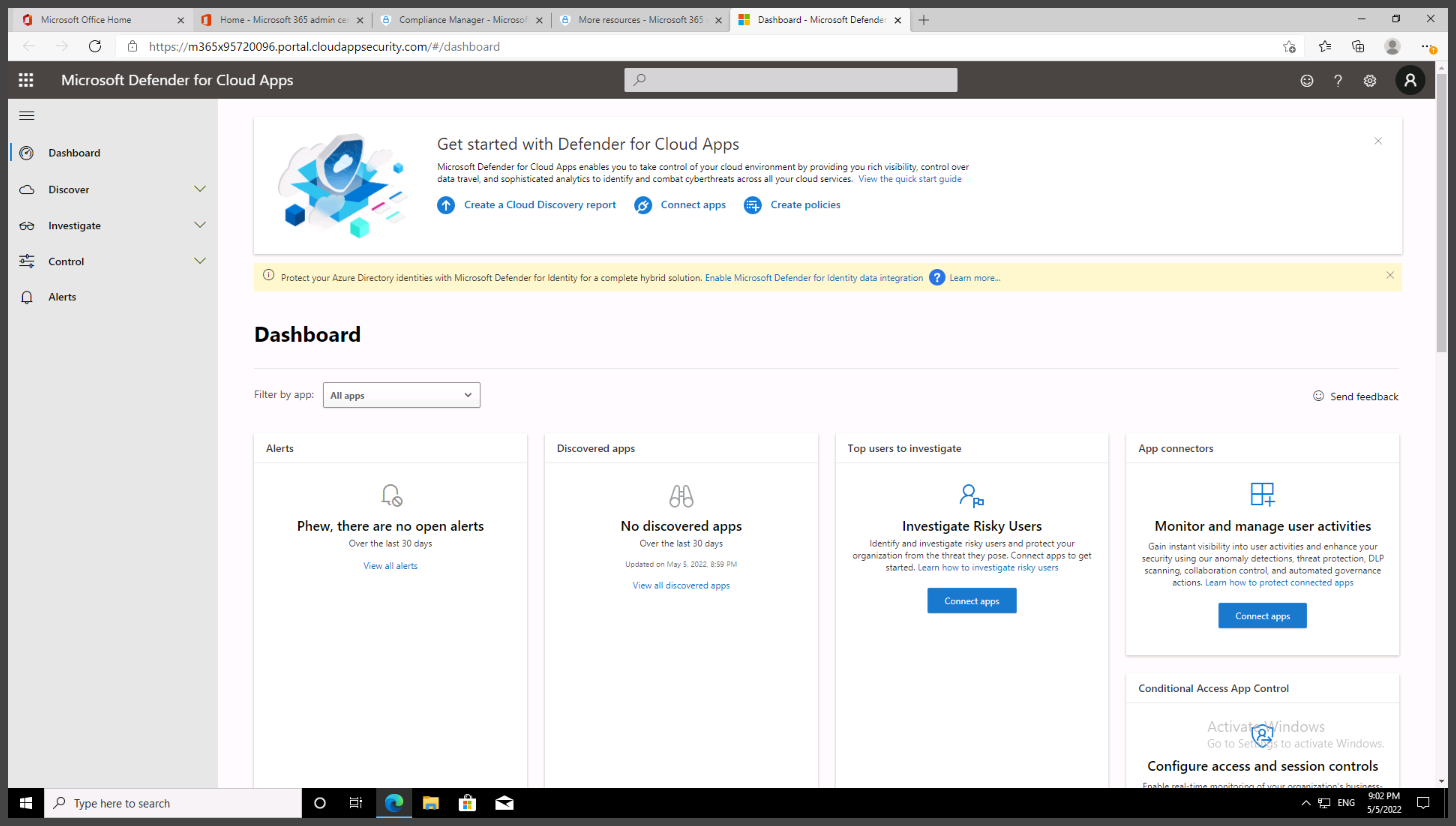 Microsoft Office Home
Home - Microsoft 365 admin ce
Compliance Manager - Microsof
More resources - Microsoft 365 s
Dashboard - Microsoft Defender
https://m365x95720096.portal.cloudappsecurity.com/#/dashboard
Microsoft Defender for Cloud Apps
?
A
Dashboard
Discover
Investigate
Control
Alerts
Get started with Defender for Cloud Apps
Microsoft Defender for Cloud Apps enables you to take control of your cloud environment by providing you rich visibility, control over
data travel, and sophisticated analytics to identify and combat cyberthreats across all your cloud services. View the quick start guide
Create a Cloud Discovery report
Connect apps
Create policies
Protect your Azure Directory identities with Microsoft Defender for Identity for a complete hybrid solution. Enable Microsoft Defender for Identity data integration ? Learn more...
Dashboard
Filter by app:
All apps
Send feedback
Alerts
Phew, there are no open alerts
Over the last 30 days
View all alerts
Discovered apps
No discovered apps
Over the last 30 days
Updated on May 5, 2022, 8:59 PM
View all discovered apps
Top users to investigate
Investigate Risky Users
Identify and investigate risky users and protect your
organization from the threat they pose. Connect apps to get
started. Learn how to investigate risky users
Connect apps
App connectors
Monitor and manage user activities
Gain instant visibility into user activities and enhance your
security using our anomaly detections, threat protection, DLP
scanning, collaboration control, and automated governance
actions. Learn how to protect connected apps
Connect apps
Conditional Access App Control
Activate Windows
Go to Settings to activate Windows.
Configure access and session controls
Enable real-time monitoring of your organization's business-
Type here to search
ENG
9:02 PM
5/5/2022